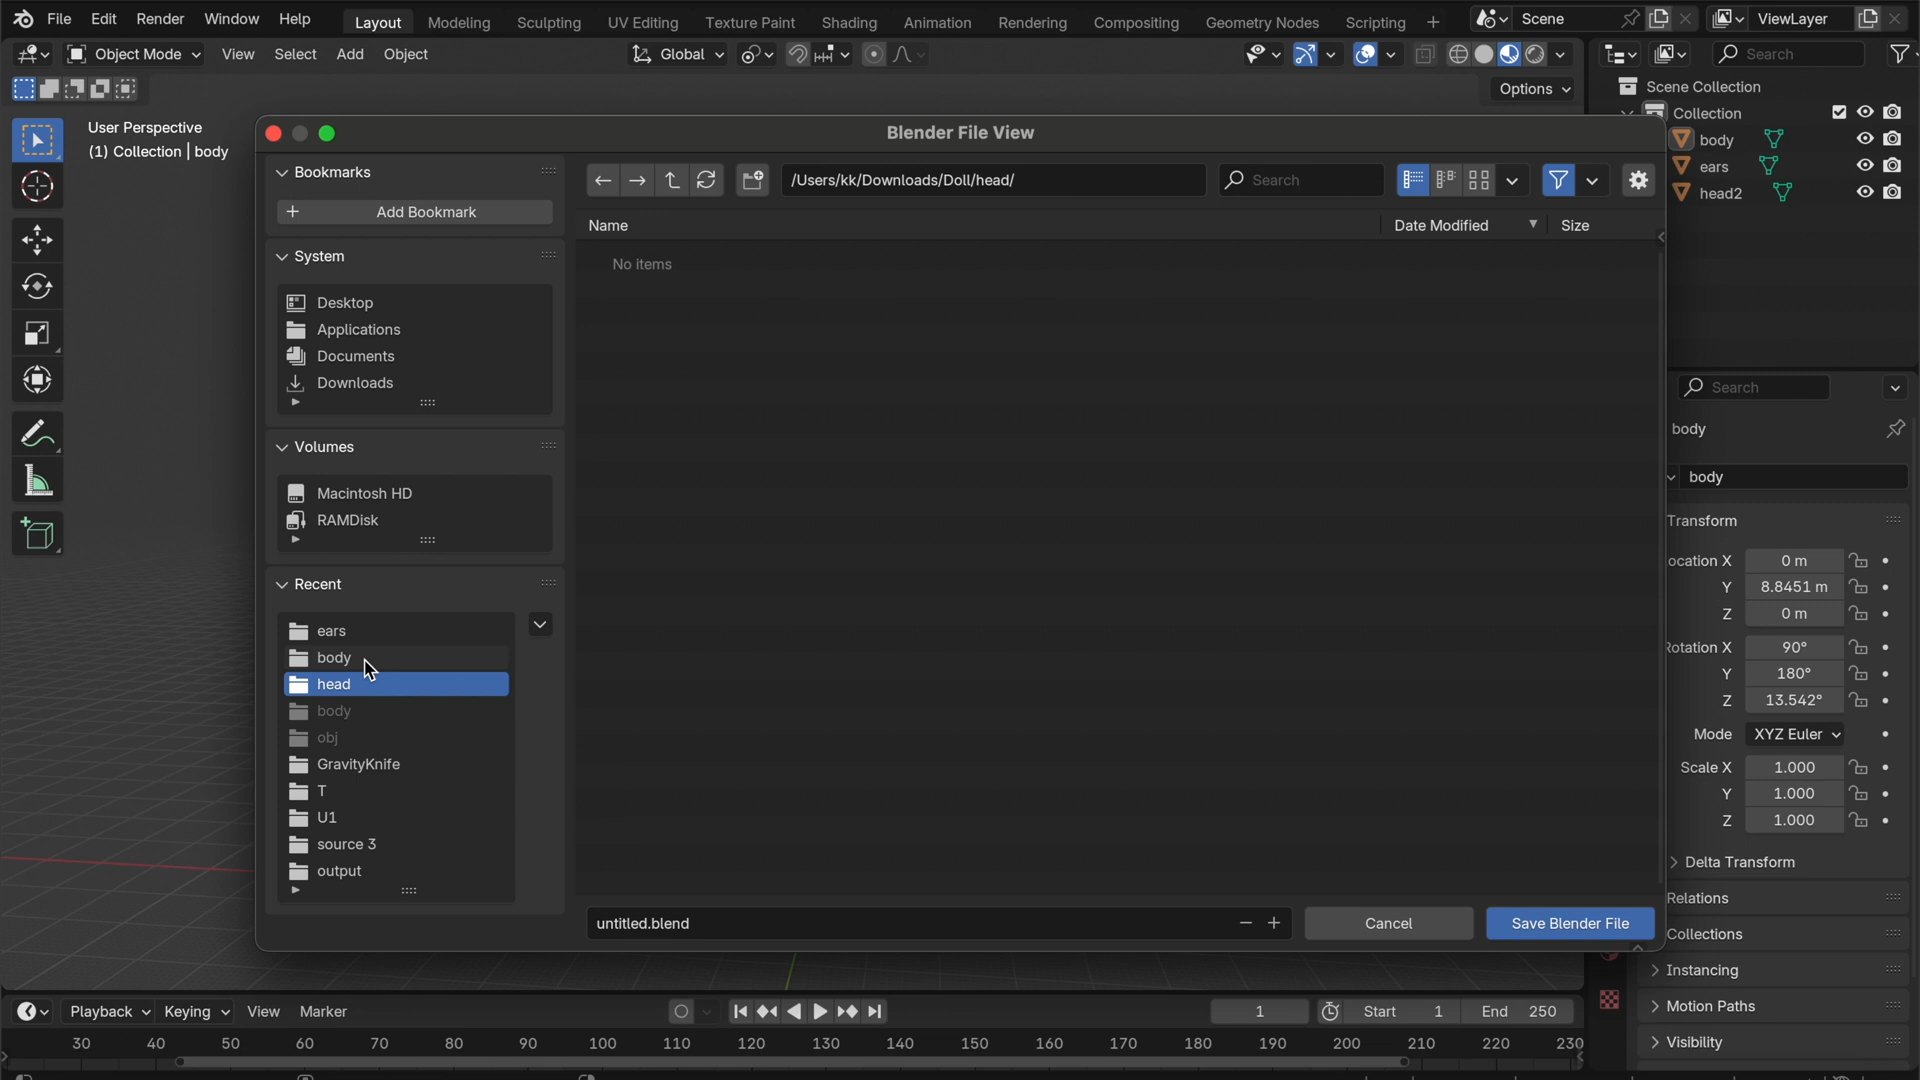 File Edit Render Window Help Layout Modeling Sculpting UV Editing Texture Paint Shading Animation Rendering Compositing Geometry Nodes Scripting + Scene ViewLayer
Object Mode View Select Add Object Global Search
Options
Scene Collection
Collection
body
ears
head2
User Perspective
(1) Collection | body
Blender File View
Bookmarks
Add Bookmark
System
Desktop
Applications
Documents
Downloads
Volumes
Macintosh HD
RAMDisk
Recent
ears
body
head
body
obj
GravityKnife
T
U1
source 3
output
/Users/kk/Downloads/Doll/head/ Search
Name Date Modified Size
No items
untitled.blend Cancel Save Blender File
Search
body
body
Transform
ocation X 0 m
Y 8.8451 m
Z 0 m
Rotation X 90°
Y 180°
Z 13.542°
Mode XYZ Euler
Scale X 1.000
Y 1.000
Z 1.000
Delta Transform
Relations
Collections
Instancing
Motion Paths
Visibility
Playback Keying View Marker 1 Start 1 End 250
30 40 50 60 70 80 90 100 110 120 130 140 150 160 170 180 190 200 210 220 230